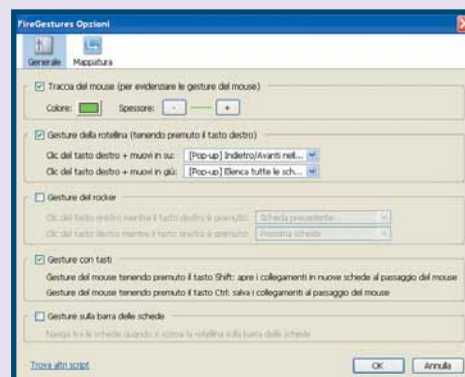 FireGestures Opzioni
Generale Mappatura
Traccia del mouse (per evidenziare le gesture del mouse)
Colore: Spessore: - +
Gesture della rotellina (tenendo premuto il tasto destro)
Clic del tasto destro + muovi in su: [Pop-up] Indietro/Avanti nell...
Clic del tasto destro + muovi in giù: [Pop-up] Elenca tutte le sch...
Gesture del rocker
Clic del tasto sinistro mentre il tasto destro è premuto: Scheda precedente
Clic del tasto destro mentre il tasto sinistro è premuto: Prossima scheda
Gesture con tasti
Gesture del mouse tenendo premuto il tasto Shift: apre i collegamenti in nuove schede al passaggio del mouse
Gesture del mouse tenendo premuto il tasto Ctrl: salva i collegamenti al passaggio del mouse
Gesture sulla barra delle schede
Naviga tra le schede quando si scorre la rotellina sulla barra delle schede
Trova altri script OK Annulla